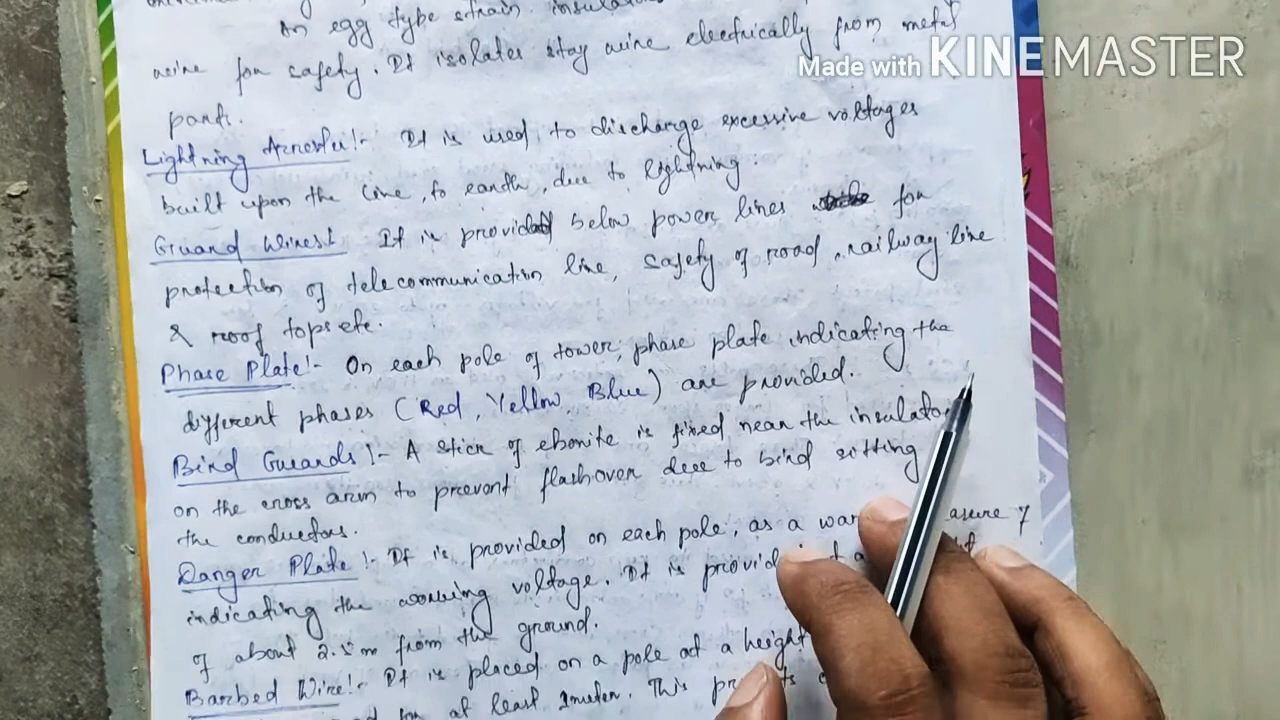 An egg type strain insulator
wire for safety. It isolates stay wire electrically from metal
Made with KINEMASTER
parts.
Lightning Arrester:- It is used to discharge excessive voltages
built upon the line, to earth, due to lightning.
Guard Wires:- It is provided below power lines for
protection of telecommunication line, safety of road, railway line
& roof tops etc.
Phase Plate:- On each pole of tower, phase plate indicating the
different phases (Red, Yellow, Blue) are provided.
Bird Guards:- A stick of ebonite is fixed near the insulator
on the cross arm to prevent flashover due to bird sitting
the conductors.
Danger Plate:- It is provided on each pole, as a
indicating the working voltage. It is provided
of about 2.5m from the ground.
Barbed Wire:- It is placed on a pole at a height
at least 1meter. This